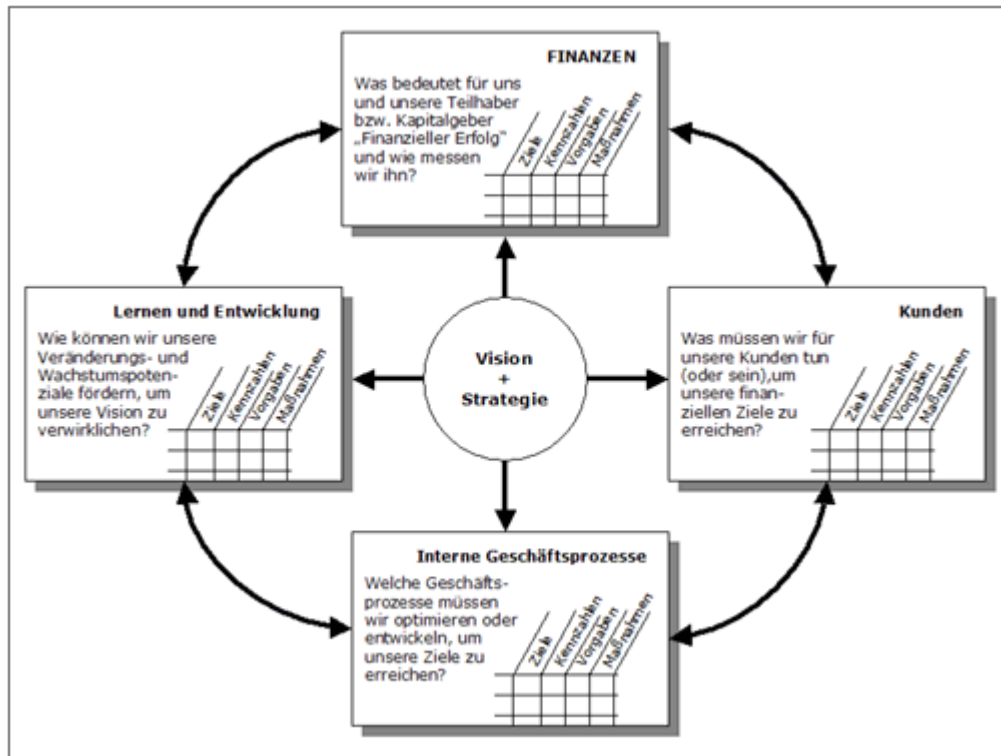 FINANZEN
Was bedeutet für uns
und unsere Teilhaber
bzw. Kapitalgeber
„Finanzieller Erfolg“
und wie messen
wir ihn?
Ziele
Kennzahlen
Vorgaben
Maßnahmen
Lernen und Entwicklung
Wie können wir unsere
Veränderungs- und
Wachstumspoten-
ziale fördern, um
unsere Vision zu
verwirklichen?
Ziele
Kennzahlen
Vorgaben
Maßnahmen
Vision
+
Strategie
Kunden
Was müssen wir für
unsere Kunden tun
(oder sein),um
unsere finan-
ziellen Ziele zu
erreichen?
Ziele
Kennzahlen
Vorgaben
Maßnahmen
Interne Geschäftsprozesse
Welche Geschäfts-
prozesse müssen
wir optimieren oder
entwickeln, um
unsere Ziele zu
erreichen?
Ziele
Kennzahlen
Vorgaben
Maßnahmen